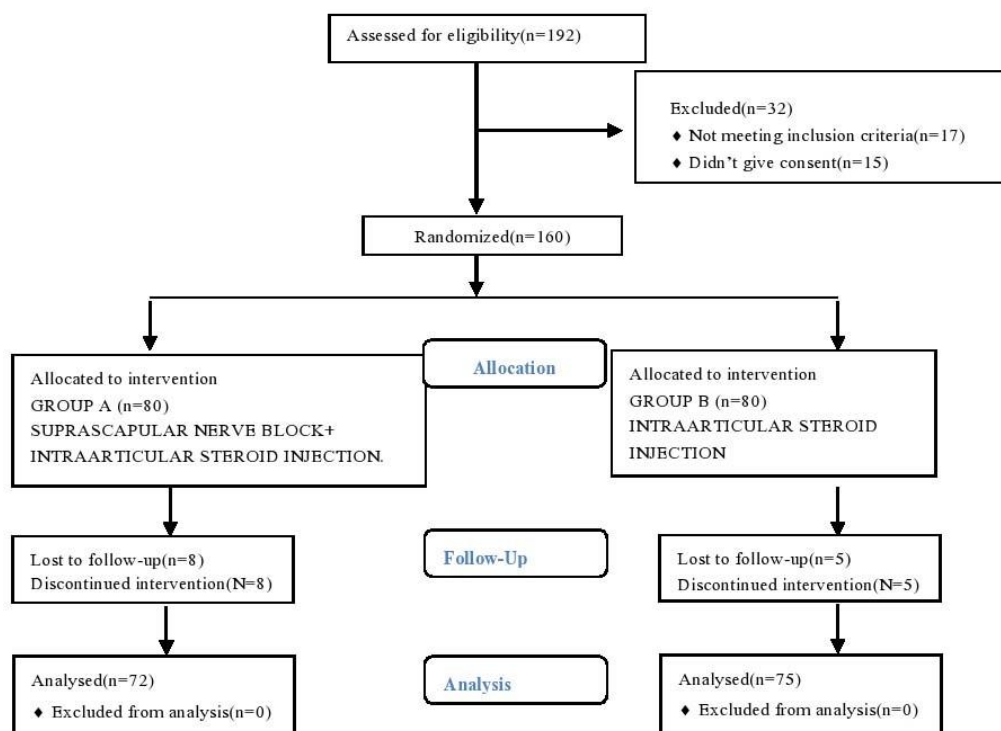 Assessed for eligibility(n=192)
Excluded(n=32)
♦ Not meeting inclusion criteria(n=17)
♦ Didn’t give consent(n=15)
Randomized(n=160)
Allocation
Allocated to intervention
GROUP A (n=80)
SUPRASCAPULAR NERVE BLOCK+
INTRAARTICULAR STEROID INJECTION.
Allocated to intervention
GROUP B (n=80)
INTRAARTICULAR STEROID
INJECTION
Follow-Up
Lost to follow-up(n=8)
Discontinued intervention(N=8)
Lost to follow-up(n=5)
Discontinued intervention(N=5)
Analysis
Analysed(n=72)
♦ Excluded from analysis(n=0)
Analysed(n=75)
♦ Excluded from analysis(n=0)